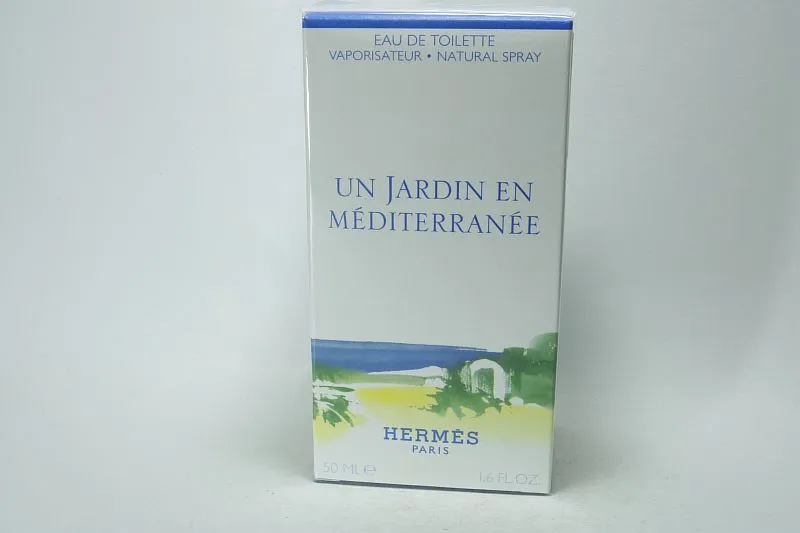 EAU DE TOILETTE
VAPORISATEUR • NATURAL SPRAY
UN JARDIN EN
MÉDITERRANÉE
HERMÈS
PARIS
50 ML e 1.6 FL.OZ.